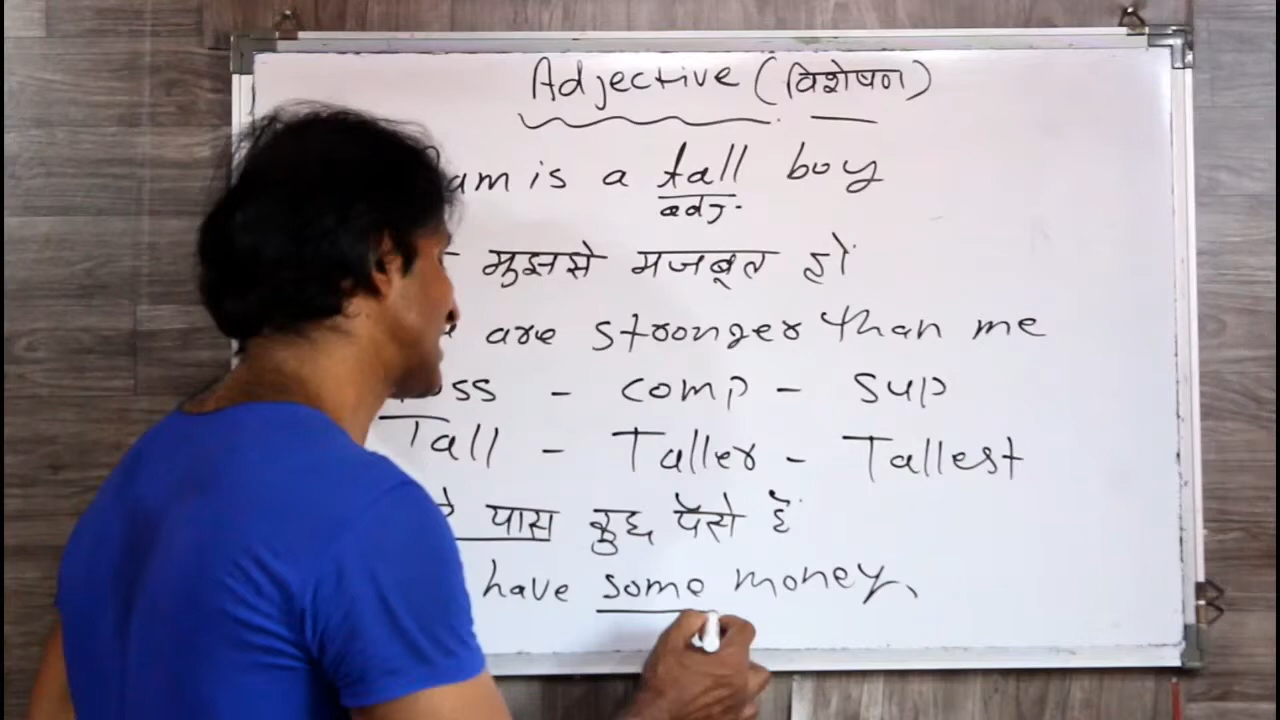 Adjective (विशेषण)
am is a tall boy
adj.
मुझसे मजबूत हो
are stronger than me
oss - comp - sup
Tall - Taller - Tallest
पास कुछ पैसे हैं
have some money.